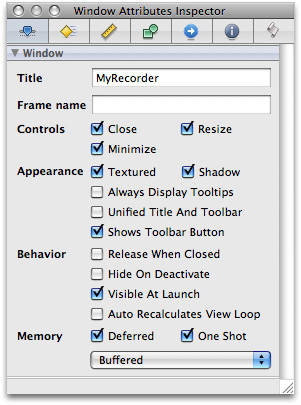 Window Attributes Inspector
Window
Title MyRecorder
Frame name
Controls Close Resize
Minimize
Appearance Textured Shadow
Always Display Tooltips
Unified Title And Toolbar
Shows Toolbar Button
Behavior Release When Closed
Hide On Deactivate
Visible At Launch
Auto Recalculates View Loop
Memory Deferred One Shot
Buffered